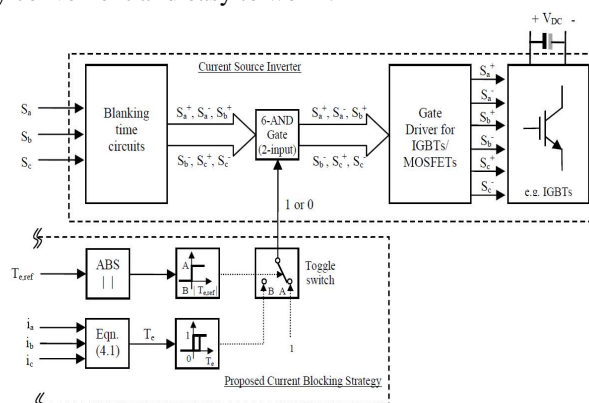 + V_DC -
Current Source Inverter
S_a
S_b
S_c
Blanking
time
circuits
S_a^+, S_a^-, S_b^+
S_b^-, S_c^+, S_c^-
6-AND
Gate
(2-input)
S_a^+, S_a^-, S_b^+
S_b^-, S_c^+, S_c^-
Gate
Driver for
IGBTs/
MOSFETs
S_a^+
S_a^-
S_b^+
S_b^-
S_c^+
S_c^-
e.g. IGBTs
1 or 0
T_e,ref
ABS
| |
A
B
|T_e,ref|
B A
Toggle
switch
i_a
i_b
i_c
Eqn.
(4.1)
T_e
1
0
T_e
1
Proposed Current Blocking Strategy